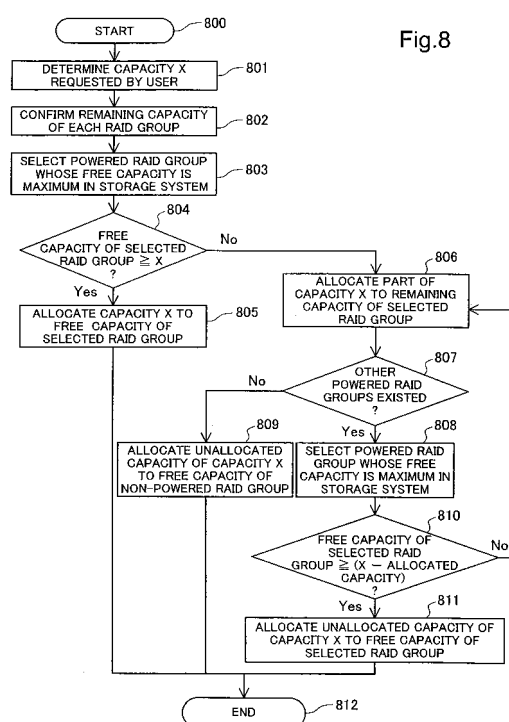 Fig.8
START
800
DETERMINE CAPACITY X
REQUESTED BY USER
801
CONFIRM REMAINING CAPACITY
OF EACH RAID GROUP
802
SELECT POWERED RAID GROUP
WHOSE FREE CAPACITY IS
MAXIMUM IN STORAGE SYSTEM
803
804
FREE
CAPACITY OF SELECTED
RAID GROUP ≧ X
?
No
Yes
ALLOCATE CAPACITY X TO
FREE CAPACITY OF
SELECTED RAID GROUP
805
806
ALLOCATE PART OF
CAPACITY X TO REMAINING
CAPACITY OF SELECTED
RAID GROUP
807
OTHER
POWERED RAID
GROUPS EXISTED
?
No
Yes
809
ALLOCATE UNALLOCATED
CAPACITY OF CAPACITY X
TO FREE CAPACITY OF
NON-POWERED RAID GROUP
808
SELECT POWERED RAID
GROUP WHOSE FREE
CAPACITY IS MAXIMUM IN
STORAGE SYSTEM
810
FREE CAPACITY OF
SELECTED RAID
GROUP ≧ (X − ALLOCATED
CAPACITY)
?
No
Yes
811
ALLOCATE UNALLOCATED CAPACITY OF
CAPACITY X TO FREE CAPACITY OF
SELECTED RAID GROUP
END
812